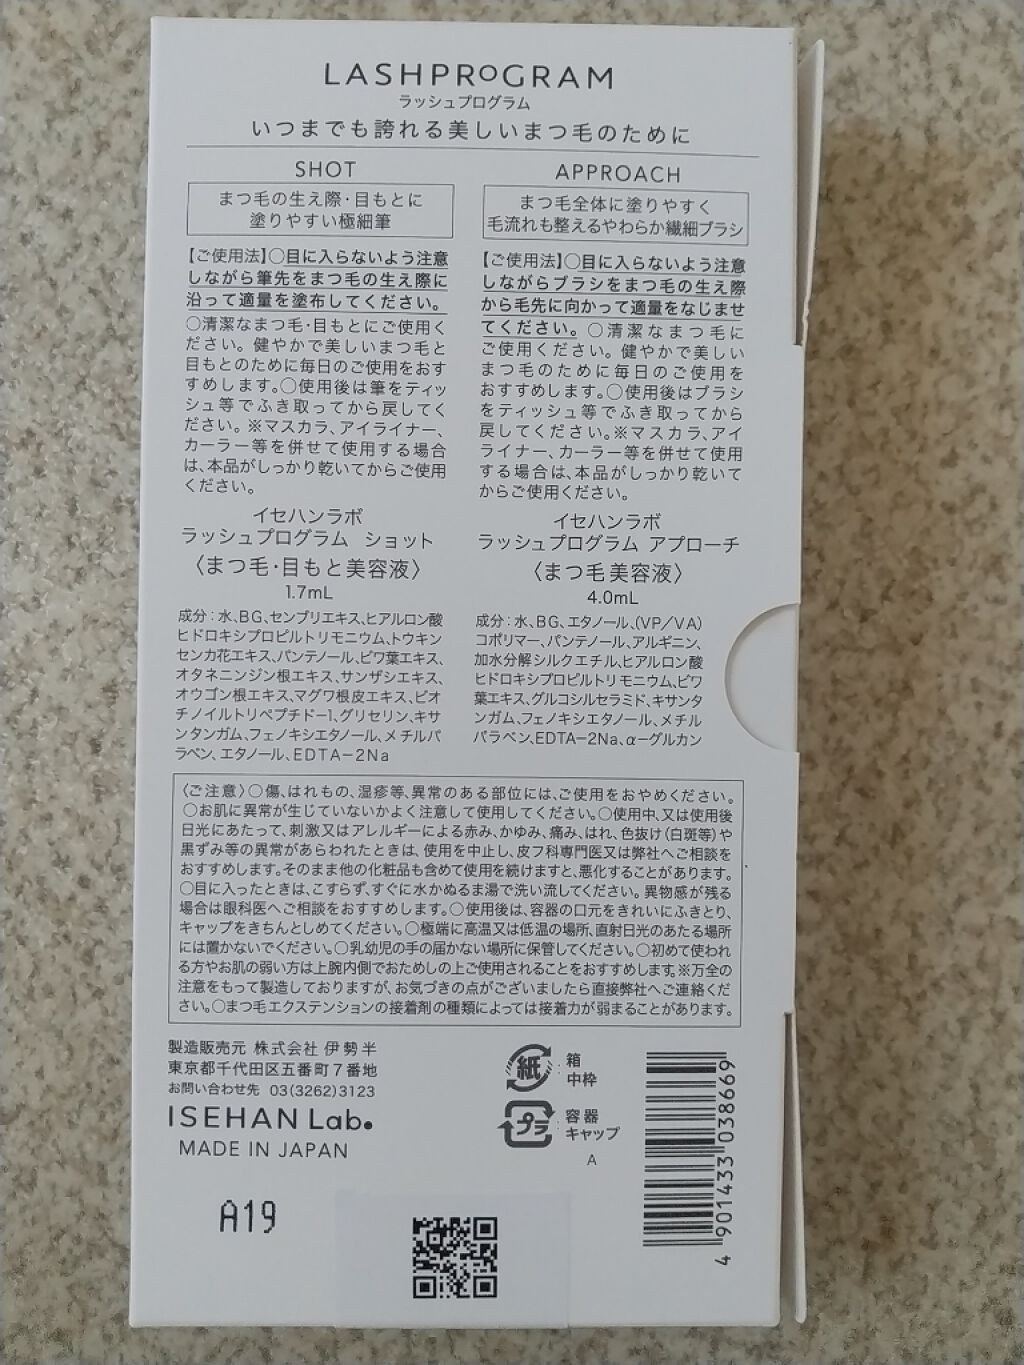 LASHPROGRAM
ラッシュプログラム
いつまでも誇れる美しいまつ毛のために
SHOT
まつ毛の生え際・目もとに
塗りやすい極細筆
【ご使用法】○目に入らないよう注意
しながら筆先をまつ毛の生え際に
沿って適量を塗布してください。
○清潔なまつ毛・目もとにご使用く
ださい。健やかで美しいまつ毛と
目もとのために毎日のご使用をおす
すめします。○使用後は筆をティッ
シュ等でふき取ってから戻してく
ださい。※マスカラ、アイライナー、
カーラー等を併せて使用する場合
は、本品がしっかり乾いてからご使用
ください。
イセハンラボ
ラッシュプログラム ショット
〈まつ毛・目もと美容液〉
1.7mL
成分：水、BG、センブリエキス、ヒアルロン酸
ヒドロキシプロピルトリモニウム、トウキン
センカ花エキス、パンテノール、ビワ葉エキス、
オタネニンジン根エキス、サンザシエキス、
オウゴン根エキス、マグワ根皮エキス、ビオ
チノイルトリペプチド-1、グリセリン、キサ
ンタンガム、フェノキシエタノール、メチルパ
ラベン、エタノール、EDTA-2Na
APPROACH
まつ毛全体に塗りやすく
毛流れも整えるやわらか繊細ブラシ
【ご使用法】○目に入らないよう注意
しながらブラシをまつ毛の生え際
から毛先に向かって適量をなじませ
てください。○清潔なまつ毛に
ご使用ください。健やかで美しい
まつ毛のために毎日のご使用を
おすすめします。○使用後はブラシ
をティッシュ等でふき取ってから
戻してください。※マスカラ、アイ
ライナー、カーラー等を併せて使用
する場合は、本品がしっかり乾いて
からご使用ください。
イセハンラボ
ラッシュプログラム アプローチ
〈まつ毛美容液〉
4.0mL
成分：水、BG、エタノール、(VP/VA)
コポリマー、パンテノール、アルギニン、
加水分解シルクエチル、ヒアルロン酸
ヒドロキシプロピルトリモニウム、ビワ
葉エキス、グルコシルセラミド、キサンタ
ンガム、フェノキシエタノール、メチル
パラベン、EDTA-2Na、α-グルカン
〈ご注意〉○傷、はれもの、湿疹等、異常のある部位には、ご使用をおやめください。
○お肌に異常が生じていないかよく注意して使用してください。○使用中、又は使用後
日光にあたって、刺激又はアレルギーによる赤み、かゆみ、痛み、はれ、色抜け(白斑等)や
黒ずみ等の異常があらわれたときは、使用を中止し、皮フ科専門医又は弊社へご相談を
おすすめします。そのまま他の化粧品も含めて使用を続けますと、悪化することがあります。
○目に入ったときは、こすらず、すぐに水かぬるま湯で洗い流してください。異物感が残る
場合は眼科医へご相談をおすすめします。○使用後は、容器の口元をきれいにふきとり、
キャップをきちんとしめてください。○極端に高温又は低温の場所、直射日光のあたる場所
には置かないでください。○乳幼児の手の届かない場所に保管してください。○初めて使われ
る方やお肌の弱い方は上腕内側でおためしの上ご使用されることをおすすめします。※万全の
注意をもって製造しておりますが、お気づきの点がございましたら直接弊社へご連絡くだ
さい。○まつ毛エクステンションの接着剤の種類によっては接着力が弱まることがあります。
製造販売元 株式会社 伊勢半
東京都千代田区五番町7番地
お問い合わせ先 03(3262)3123
ISEHAN Lab.
MADE IN JAPAN
紙
箱
中枠
プラ
容器
キャップ
A
A19
4 901433 038669